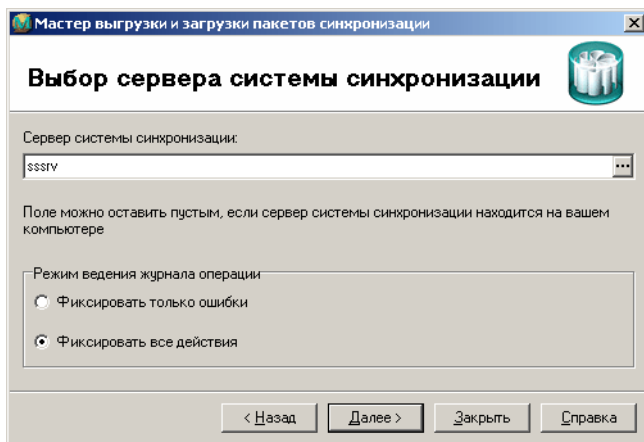 Мастер выгрузки и загрузки пакетов синхронизации
Выбор сервера системы синхронизации
Сервер системы синхронизации:
sssrv
...
Поле можно оставить пустым, если сервер системы синхронизации находится на вашем
компьютере
Режим ведения журнала операции
Фиксировать только ошибки
Фиксировать все действия
< Назад Далее > Закрыть Справка